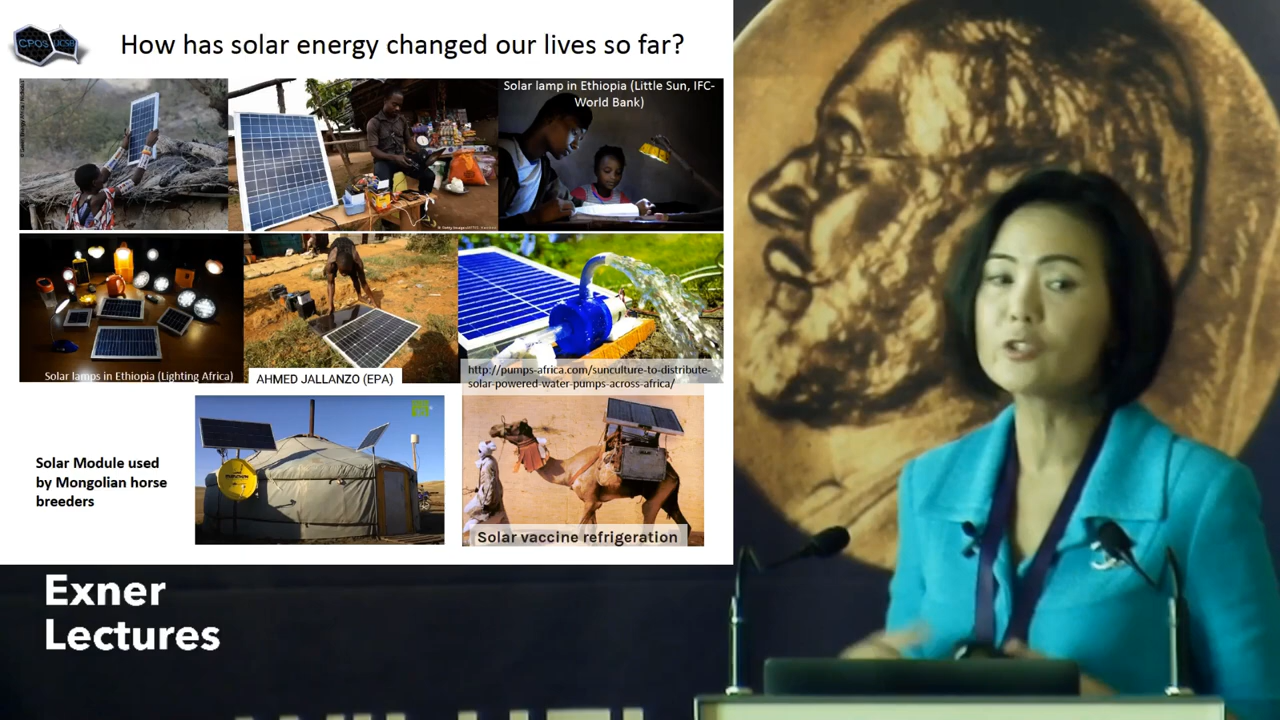 CPOS UCSB
How has solar energy changed our lives so far?
Solar lamp in Ethiopia (Little Sun, IFC-
World Bank)
Solar lamps in Ethiopia (Lighting Africa)
AHMED JALLANZO (EPA)
http://pumps-africa.com/sunculture-to-distribute-
solar-powered-water-pumps-across-africa/
Solar Module used
by Mongolian horse
breeders
Solar vaccine refrigeration
Exner
Lectures